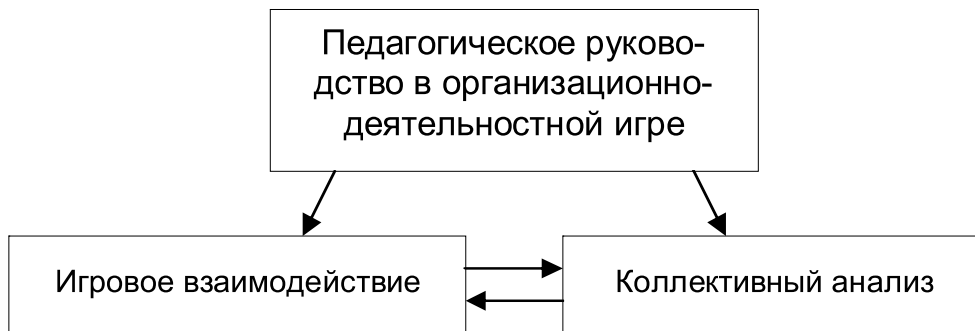 Педагогическое руково-
дство в организационно-
деятельностной игре
Игровое взаимодействие
Коллективный анализ